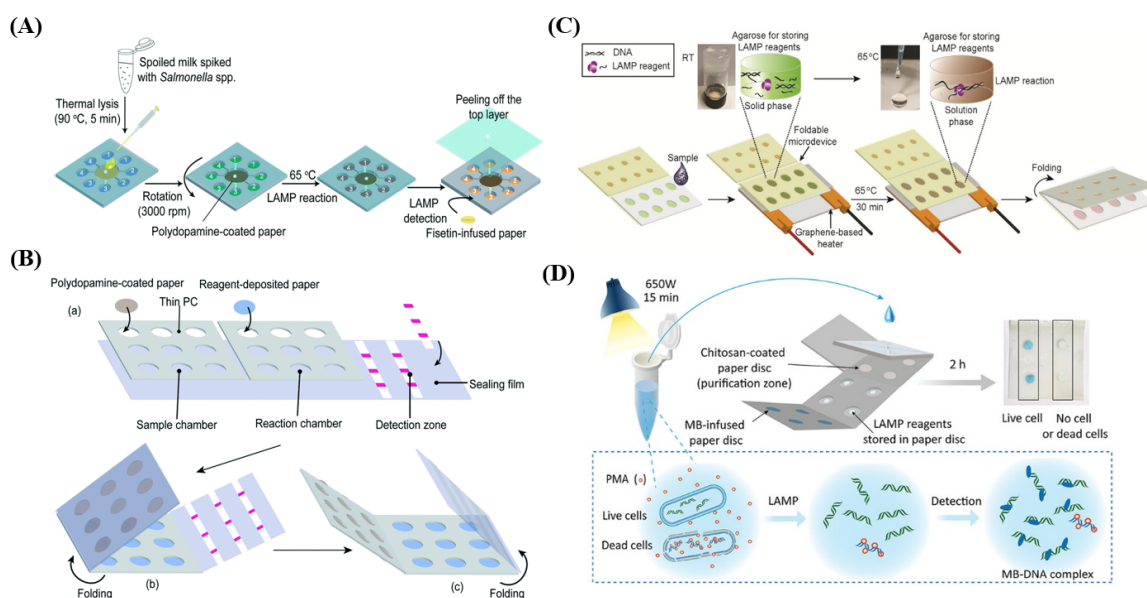 (A)
Spoiled milk spiked
with Salmonella spp.
Thermal lysis
(90 °C, 5 min)
Peeling off the
top layer
Rotation
(3000 rpm)
65 °C
LAMP reaction
LAMP
detection
Polydopamine-coated paper
Fisetin-infused paper
(B)
Polydopamine-coated paper
Reagent-deposited paper
Thin PC
(a)
Sealing film
Sample chamber
Reaction chamber
Detection zone
Folding
(b)
(c)
Folding
(C)
DNA
LAMP reagent
RT
Agarose for storing
LAMP reagents
Solid phase
65°C
Agarose for storing
LAMP reagents
LAMP reaction
Solution
phase
Foldable
microdevice
Sample
65°C
30 min
Folding
Graphene-based
heater
(D)
650W
15 min
Chitosan-coated
paper disc
(purification zone)
2 h
MB-infused
paper disc
LAMP reagents
stored in paper disc
Live cell
No cell
or dead cells
PMA ( )
Live cells
Dead cells
LAMP
Detection
MB-DNA complex